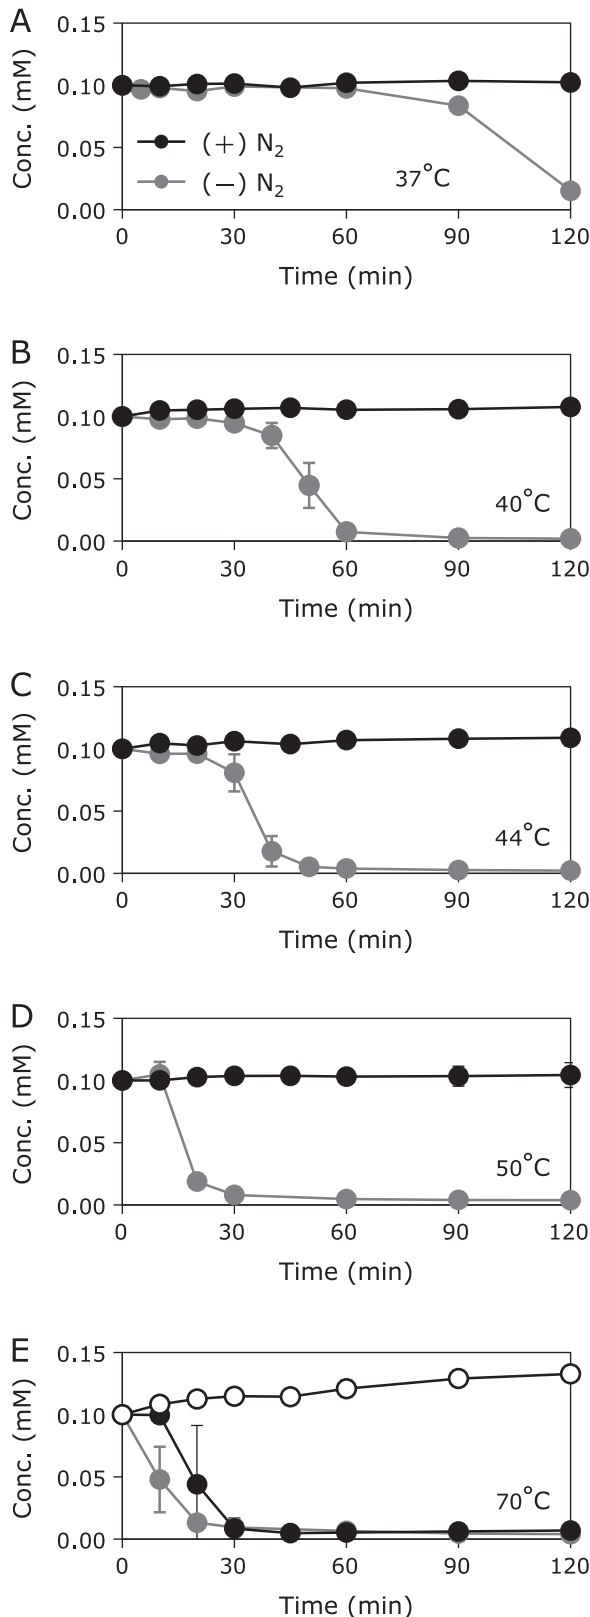 A
Conc. (mM)
0.15
0.10
0.05
0.00
(+) N₂
(−) N₂
37°C
0 30 60 90 120
Time (min)
B
Conc. (mM)
0.15
0.10
0.05
0.00
40°C
0 30 60 90 120
Time (min)
C
Conc. (mM)
0.15
0.10
0.05
0.00
44°C
0 30 60 90 120
Time (min)
D
Conc. (mM)
0.15
0.10
0.05
0.00
50°C
0 30 60 90 120
Time (min)
E
Conc. (mM)
0.15
0.10
0.05
0.00
70°C
0 30 60 90 120
Time (min)